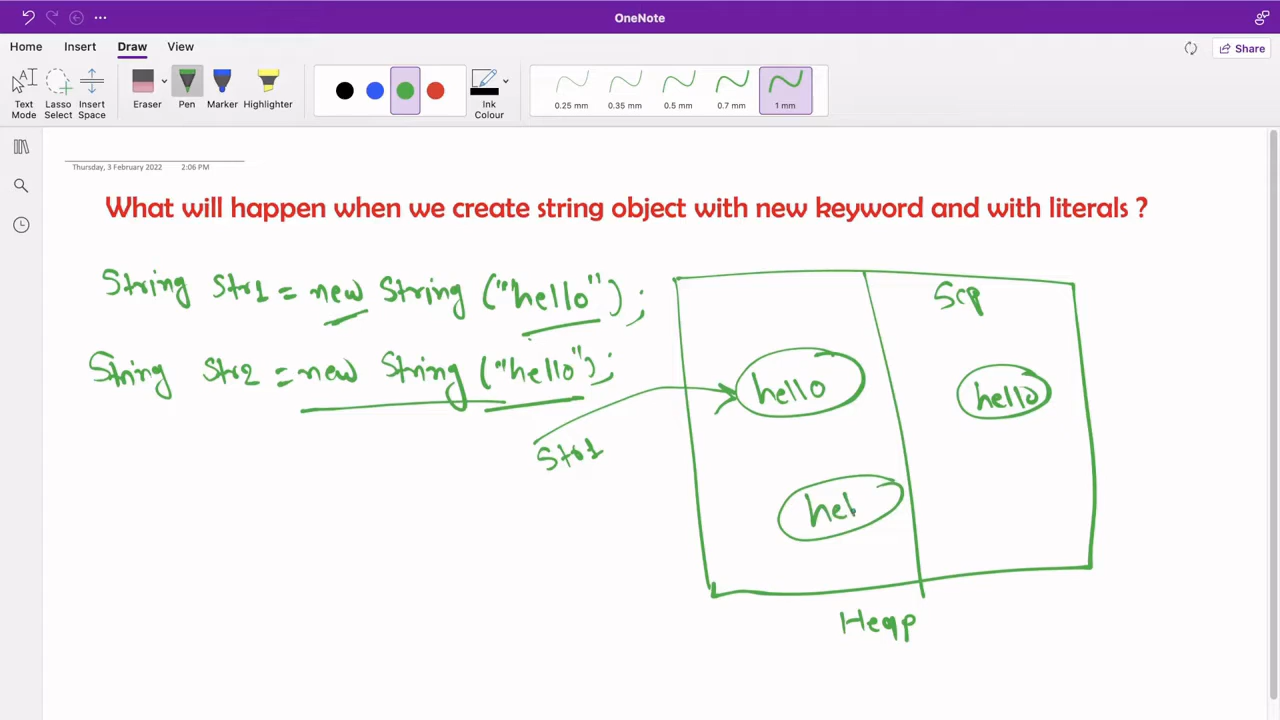 OneNote
Home Insert Draw View
Share
Text Mode
Lasso Select
Insert Space
Eraser
Pen
Marker
Highlighter
Ink Colour
0.25 mm
0.35 mm
0.5 mm
0.7 mm
1 mm
Thursday, 3 February 2022 2:06 PM
What will happen when we create string object with new keyword and with literals ?
String Str1 = new String ("hello");
String Str2 = new String ("hello");
Scp
hello
hello
Str1
hel
Heap